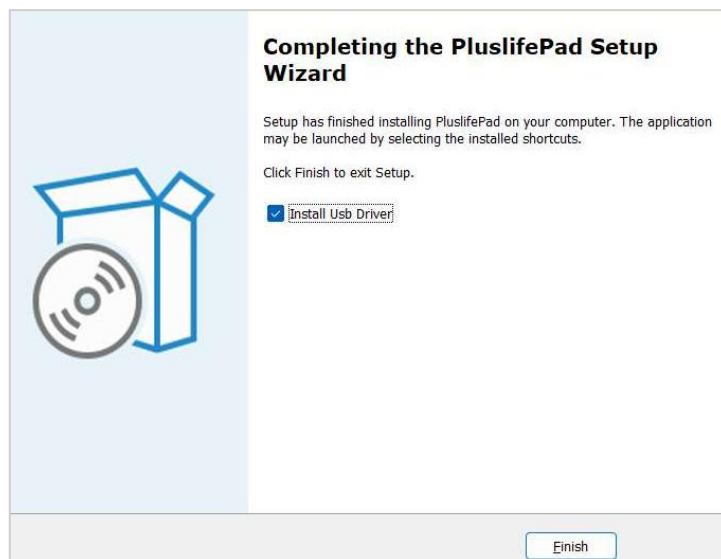 Completing the PluslifePad Setup
Wizard
Setup has finished installing PluslifePad on your computer. The application
may be launched by selecting the installed shortcuts.
Click Finish to exit Setup.
Install Usb Driver
Finish